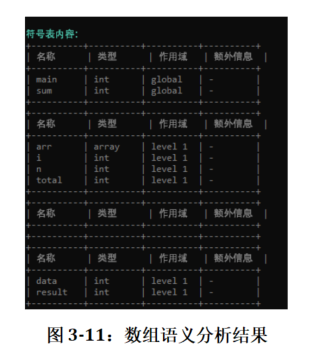 符号表内容:
+----------+----------+----------+----------+
| 名称 | 类型 | 作用域 | 额外信息 |
+----------+----------+----------+----------+
| main | int | global | - |
| sum | int | global | - |
+----------+----------+----------+----------+
+----------+----------+----------+----------+
| 名称 | 类型 | 作用域 | 额外信息 |
+----------+----------+----------+----------+
| arr | array | level 1 | - |
| i | int | level 1 | - |
| n | int | level 1 | - |
| total | int | level 1 | - |
+----------+----------+----------+----------+
| 名称 | 类型 | 作用域 | 额外信息 |
+----------+----------+----------+----------+
+----------+----------+----------+----------+
| 名称 | 类型 | 作用域 | 额外信息 |
+----------+----------+----------+----------+
| data | int | level 1 | - |
| result | int | level 1 | - |
+----------+----------+----------+----------+
图 3-11：数组语义分析结果